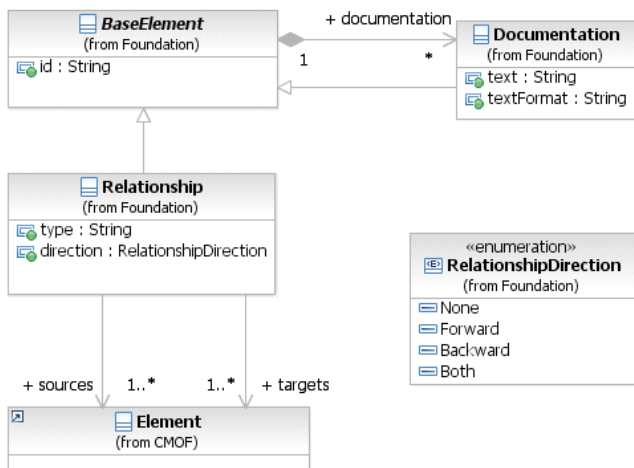 BaseElement
(from Foundation)
id : String
+ documentation
1
*
Documentation
(from Foundation)
text : String
textFormat : String
Relationship
(from Foundation)
type : String
direction : RelationshipDirection
«enumeration»
RelationshipDirection
(from Foundation)
None
Forward
Backward
Both
+ sources
1..*
1..*
+ targets
Element
(from CMOF)